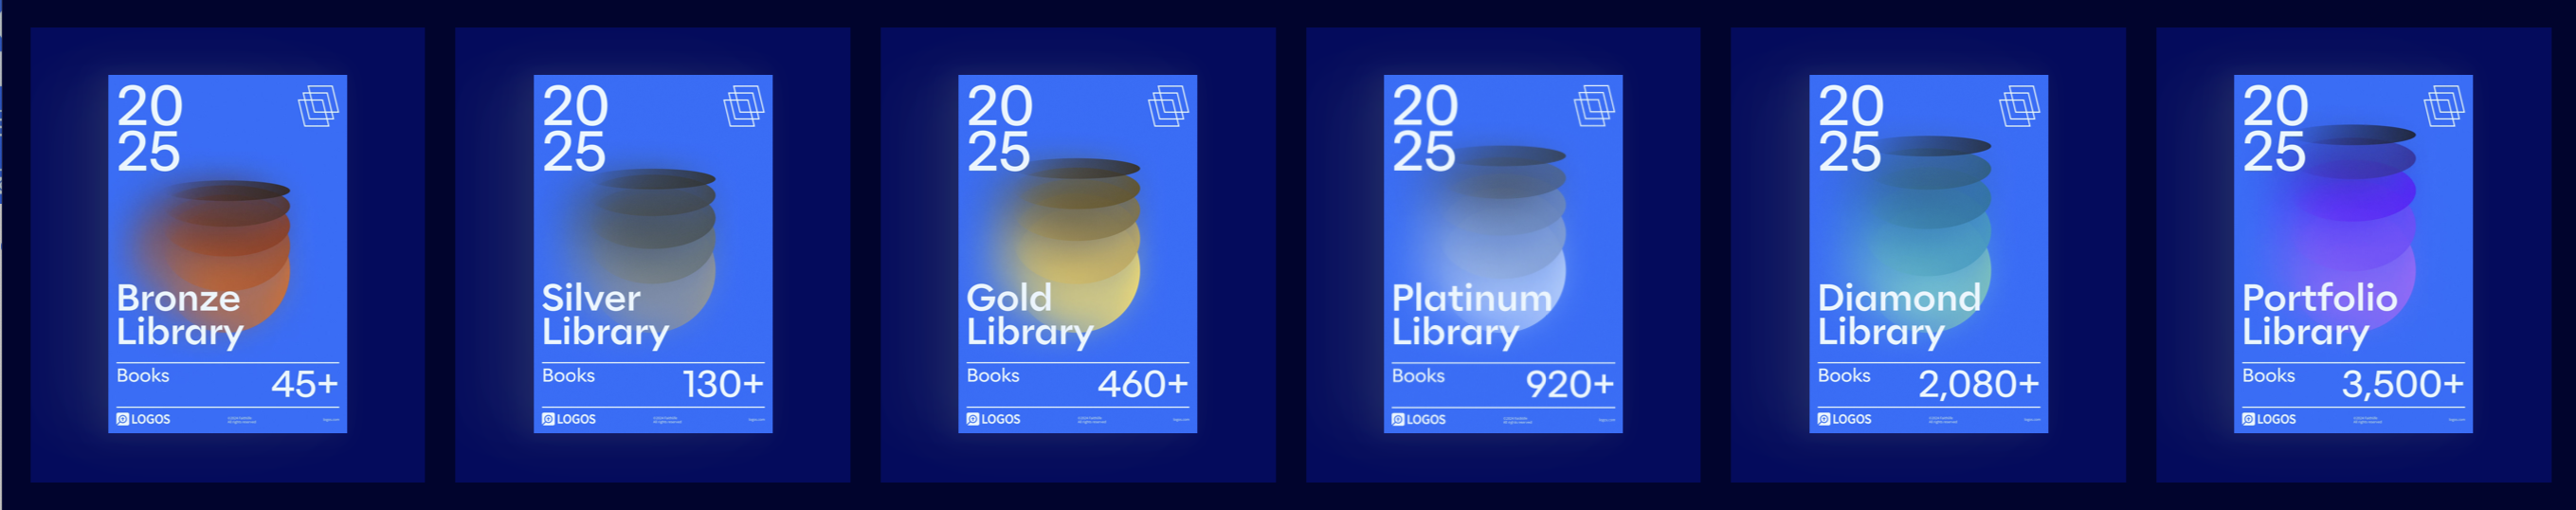 20
25
Bronze
Library
Books 45+
LOGOS
20
25
Silver
Library
Books 130+
LOGOS
20
25
Gold
Library
Books 460+
LOGOS
20
25
Platinum
Library
Books 920+
LOGOS
20
25
Diamond
Library
Books 2,080+
LOGOS
20
25
Portfolio
Library
Books 3,500+
LOGOS